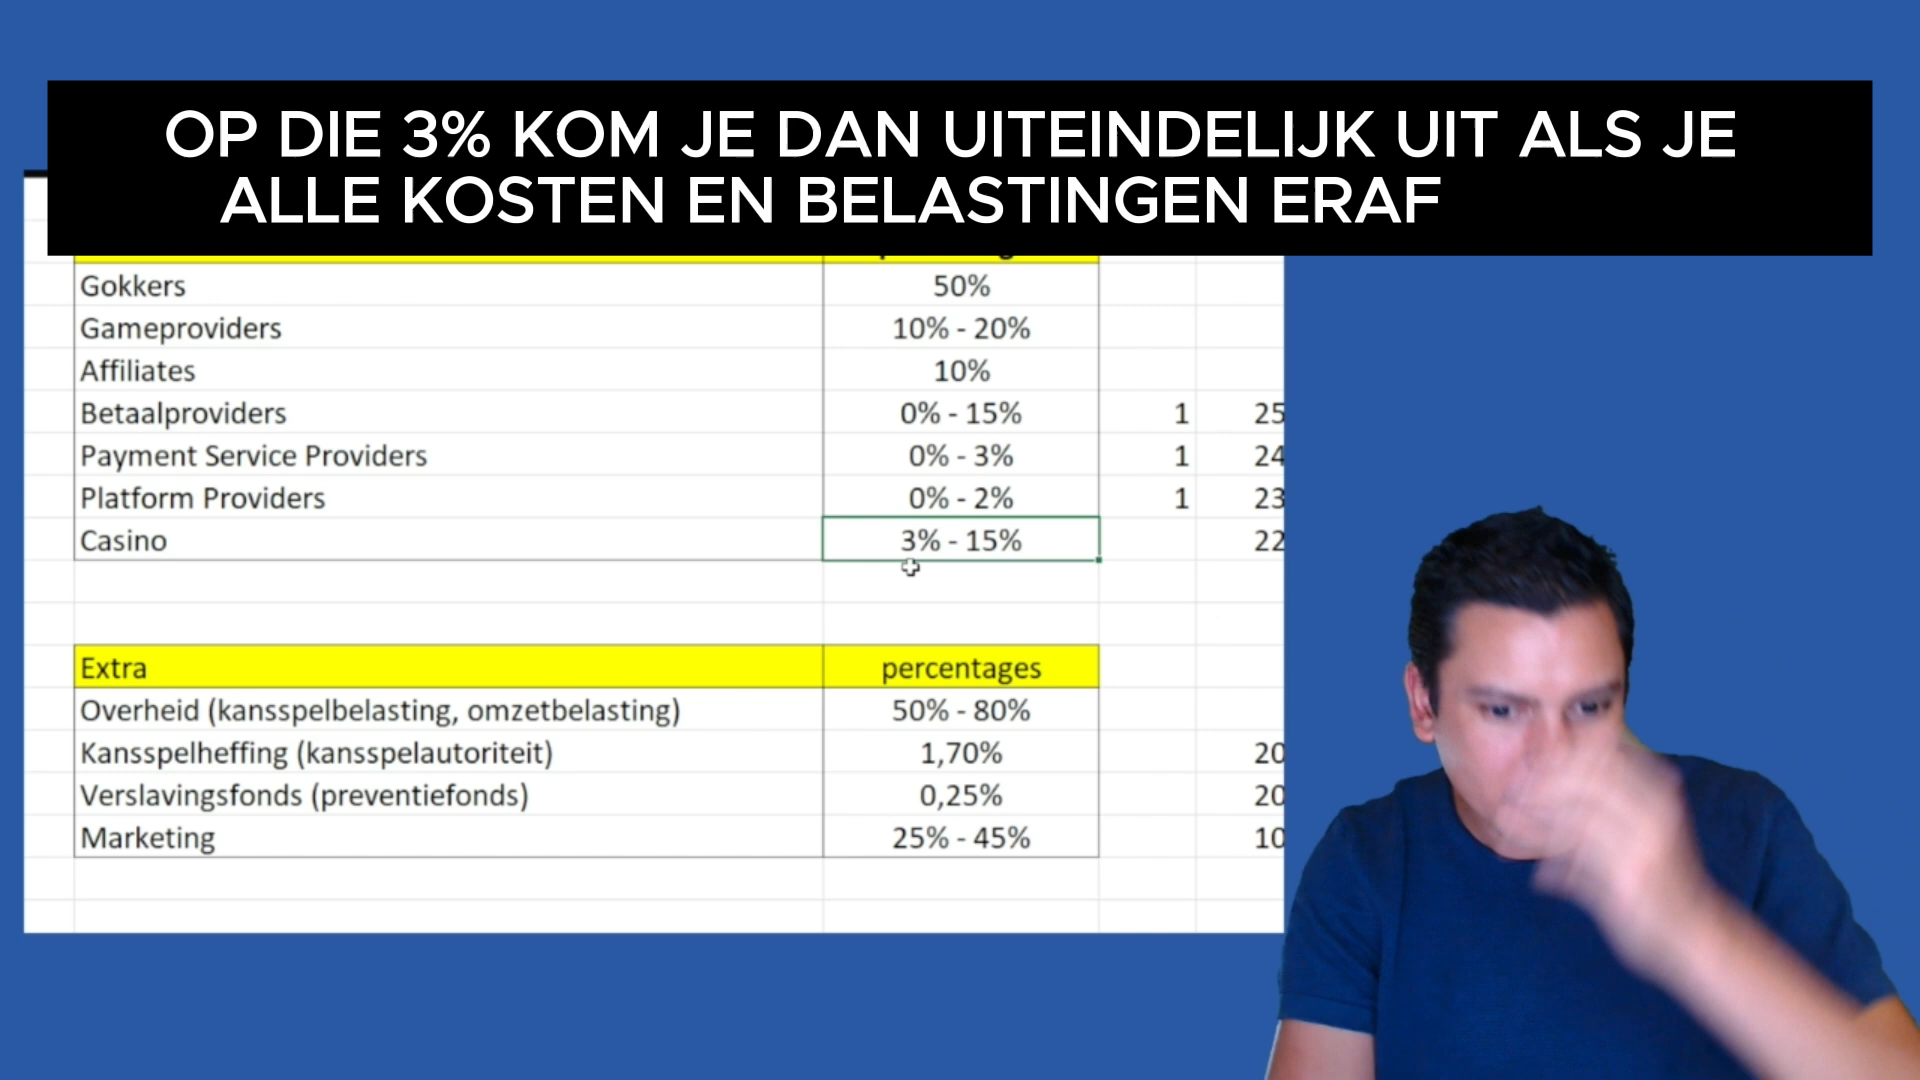 OP DIE 3% KOM JE DAN UITEINDELIJK UIT ALS JE
ALLE KOSTEN EN BELASTINGEN ERAF
Gokkers 50%
Gameproviders 10% - 20%
Affiliates 10%
Betaalproviders 0% - 15% 1 25
Payment Service Providers 0% - 3% 1 24
Platform Providers 0% - 2% 1 23
Casino 3% - 15% 22
Extra percentages
Overheid (kansspelbelasting, omzetbelasting) 50% - 80%
Kansspelheffing (kansspelautoriteit) 1,70% 20
Verslavingsfonds (preventiefonds) 0,25% 20
Marketing 25% - 45% 10